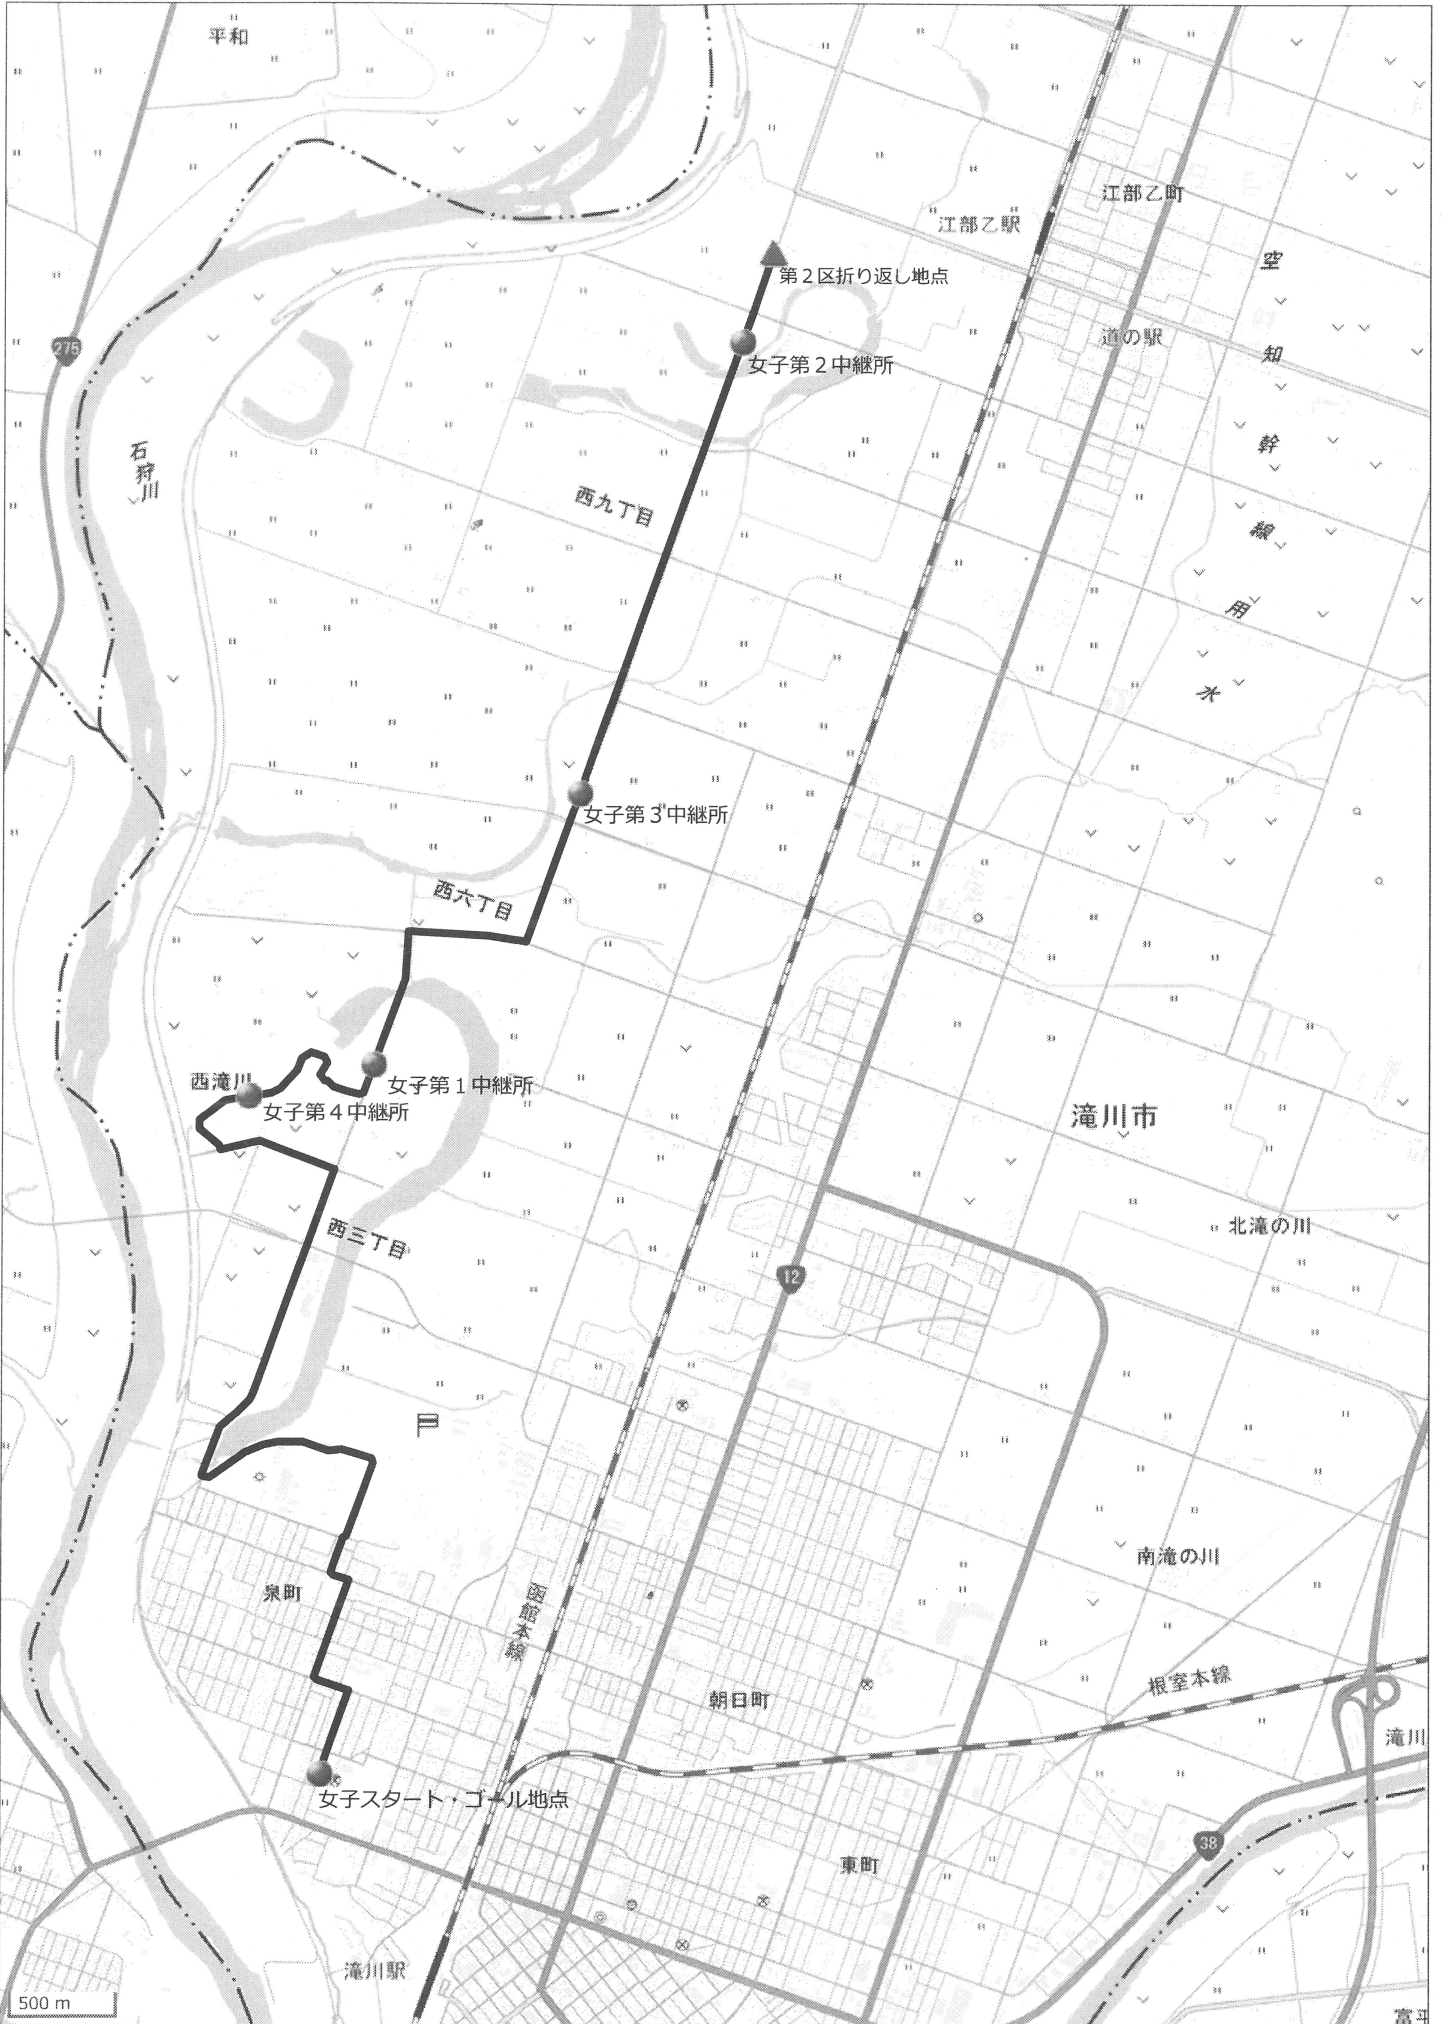 平和
江部乙町
江部乙駅
空知幹線用水
第2区折り返し地点
道の駅
275
女子第2中継所
石狩川
西九丁目
女子第3中継所
西六丁目
西滝川
女子第1中継所
女子第4中継所
滝川市
西三丁目
北滝の川
12
南滝の川
泉町
函館本線
朝日町
根室本線
滝川
女子スタート・ゴール地点
38
東町
滝川駅
500 m
富平